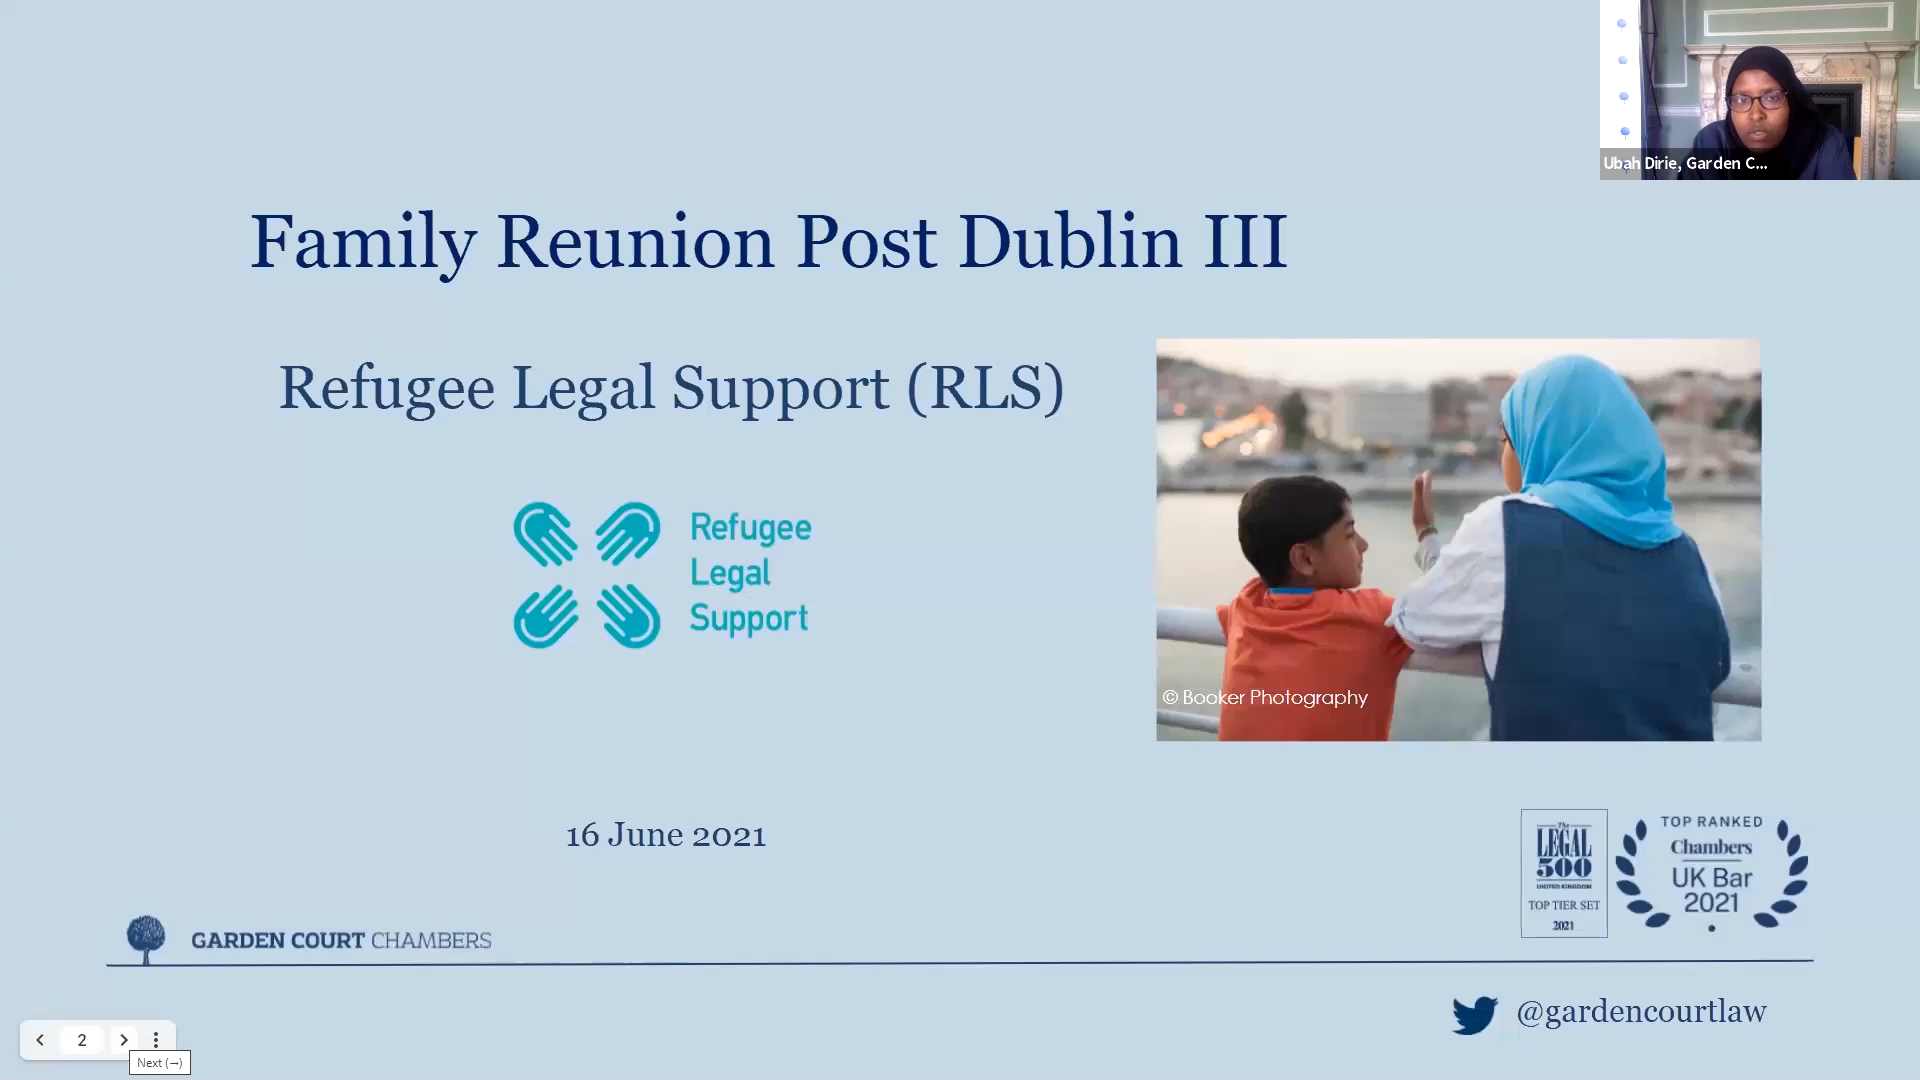 Ubah Dirie, Garden C...
Family Reunion Post Dublin III
Refugee Legal Support (RLS)
Refugee
Legal
Support
© Booker Photography
16 June 2021
The
LEGAL
500
UNITED KINGDOM
TOP TIER SET
2021
TOP RANKED
Chambers
UK Bar
2021
GARDEN COURT CHAMBERS
@gardencourtlaw
2
Next (→)